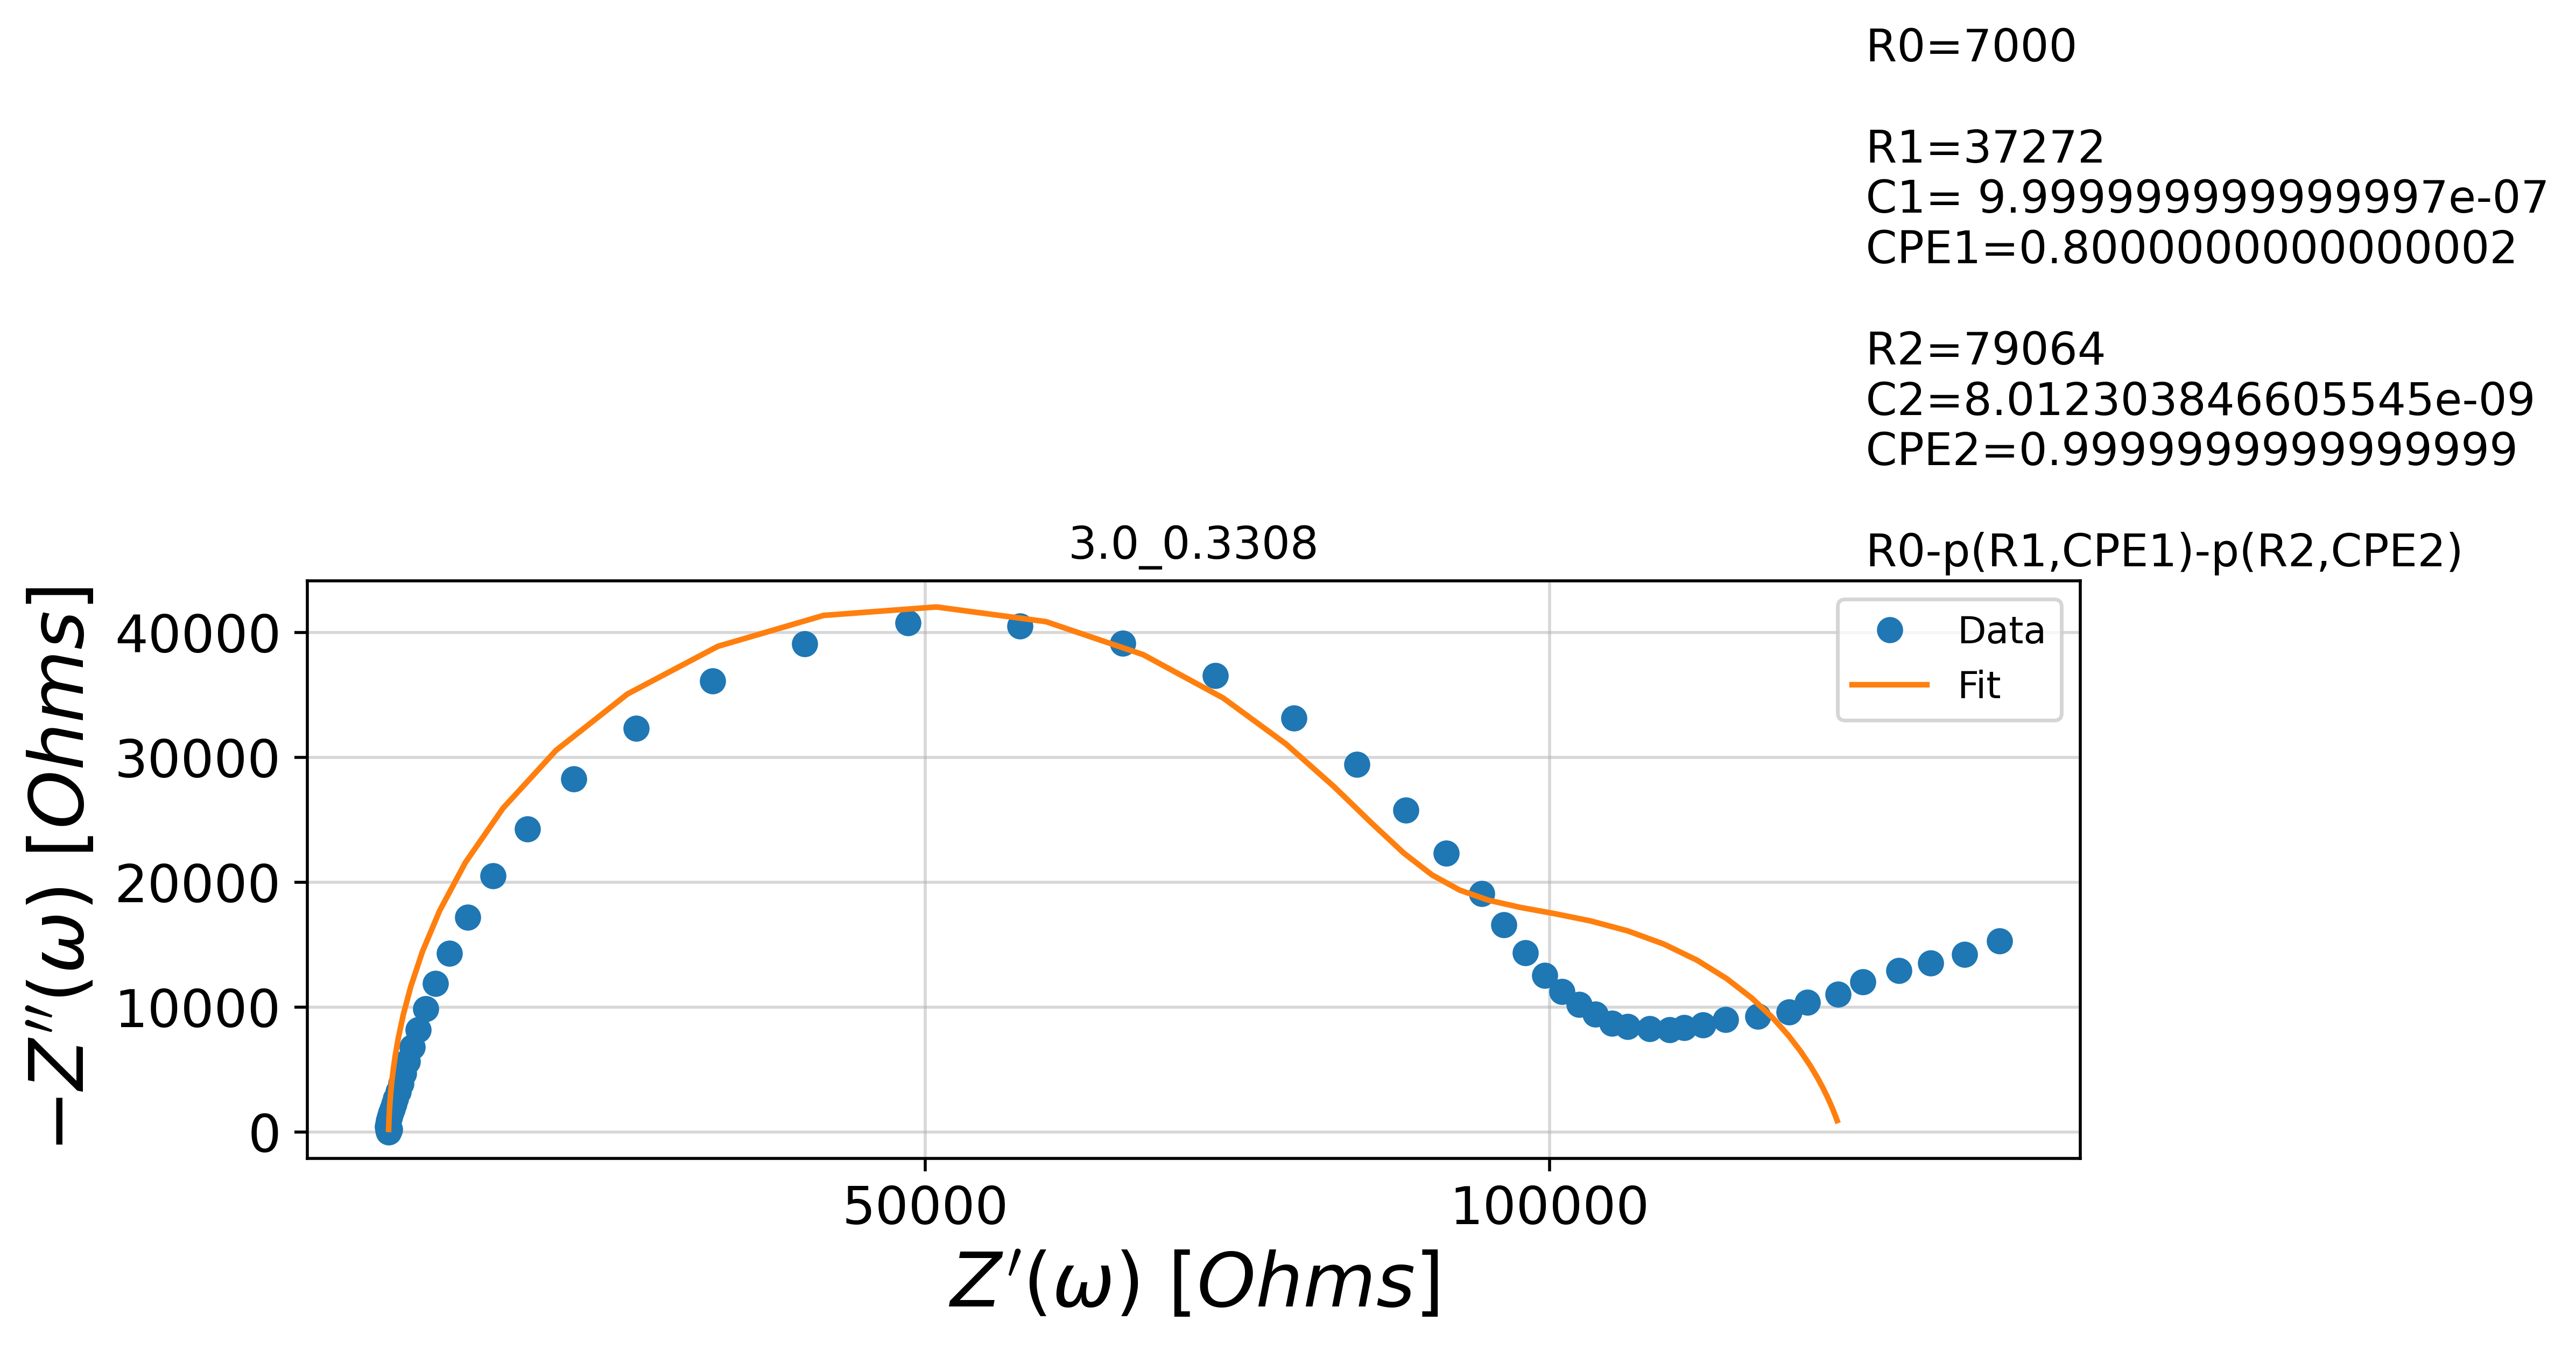 R0=7000
R1=37272
C1= 9.999999999999997e-07
CPE1=0.8000000000000002
R2=79064
C2=8.012303846605545e-09
CPE2=0.9999999999999999
R0-p(R1,CPE1)-p(R2,CPE2)
3.0_0.3308
−Z′′(ω) [Ohms]
40000
30000
20000
10000
0
Data
Fit
50000
100000
Z′(ω) [Ohms]